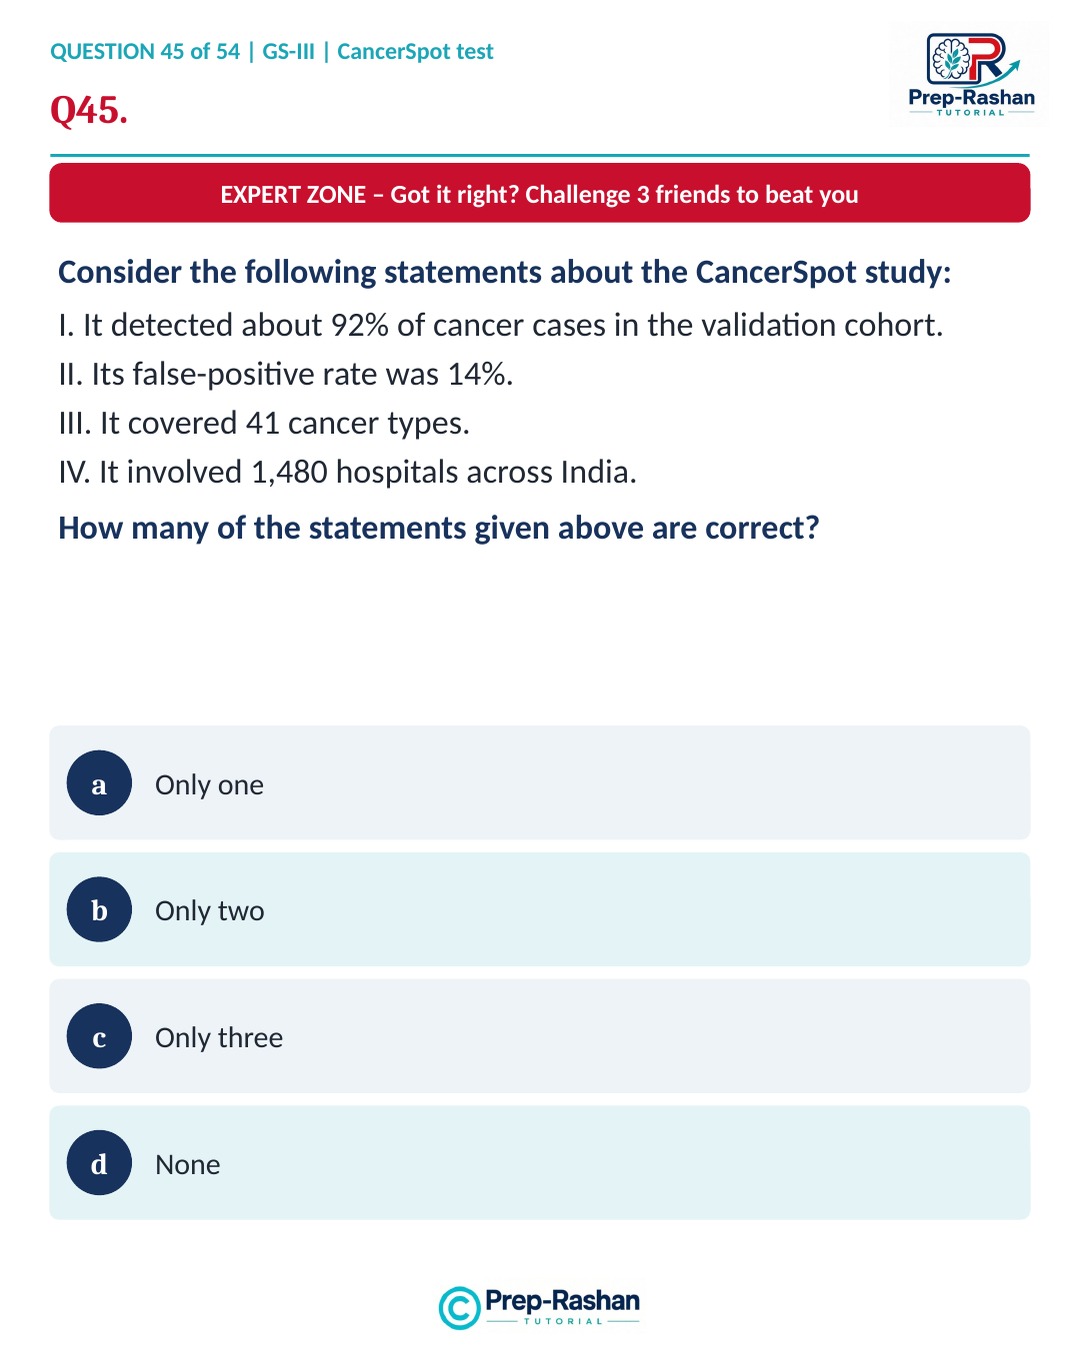 QUESTION 45 of 54 | GS-III | CancerSpot test
Prep-Rashan
TUTORIAL
Q45.
EXPERT ZONE – Got it right? Challenge 3 friends to beat you
Consider the following statements about the CancerSpot study:
I. It detected about 92% of cancer cases in the validation cohort.
II. Its false-positive rate was 14%.
III. It covered 41 cancer types.
IV. It involved 1,480 hospitals across India.
How many of the statements given above are correct?
a Only one
b Only two
c Only three
d None
© Prep-Rashan
TUTORIAL